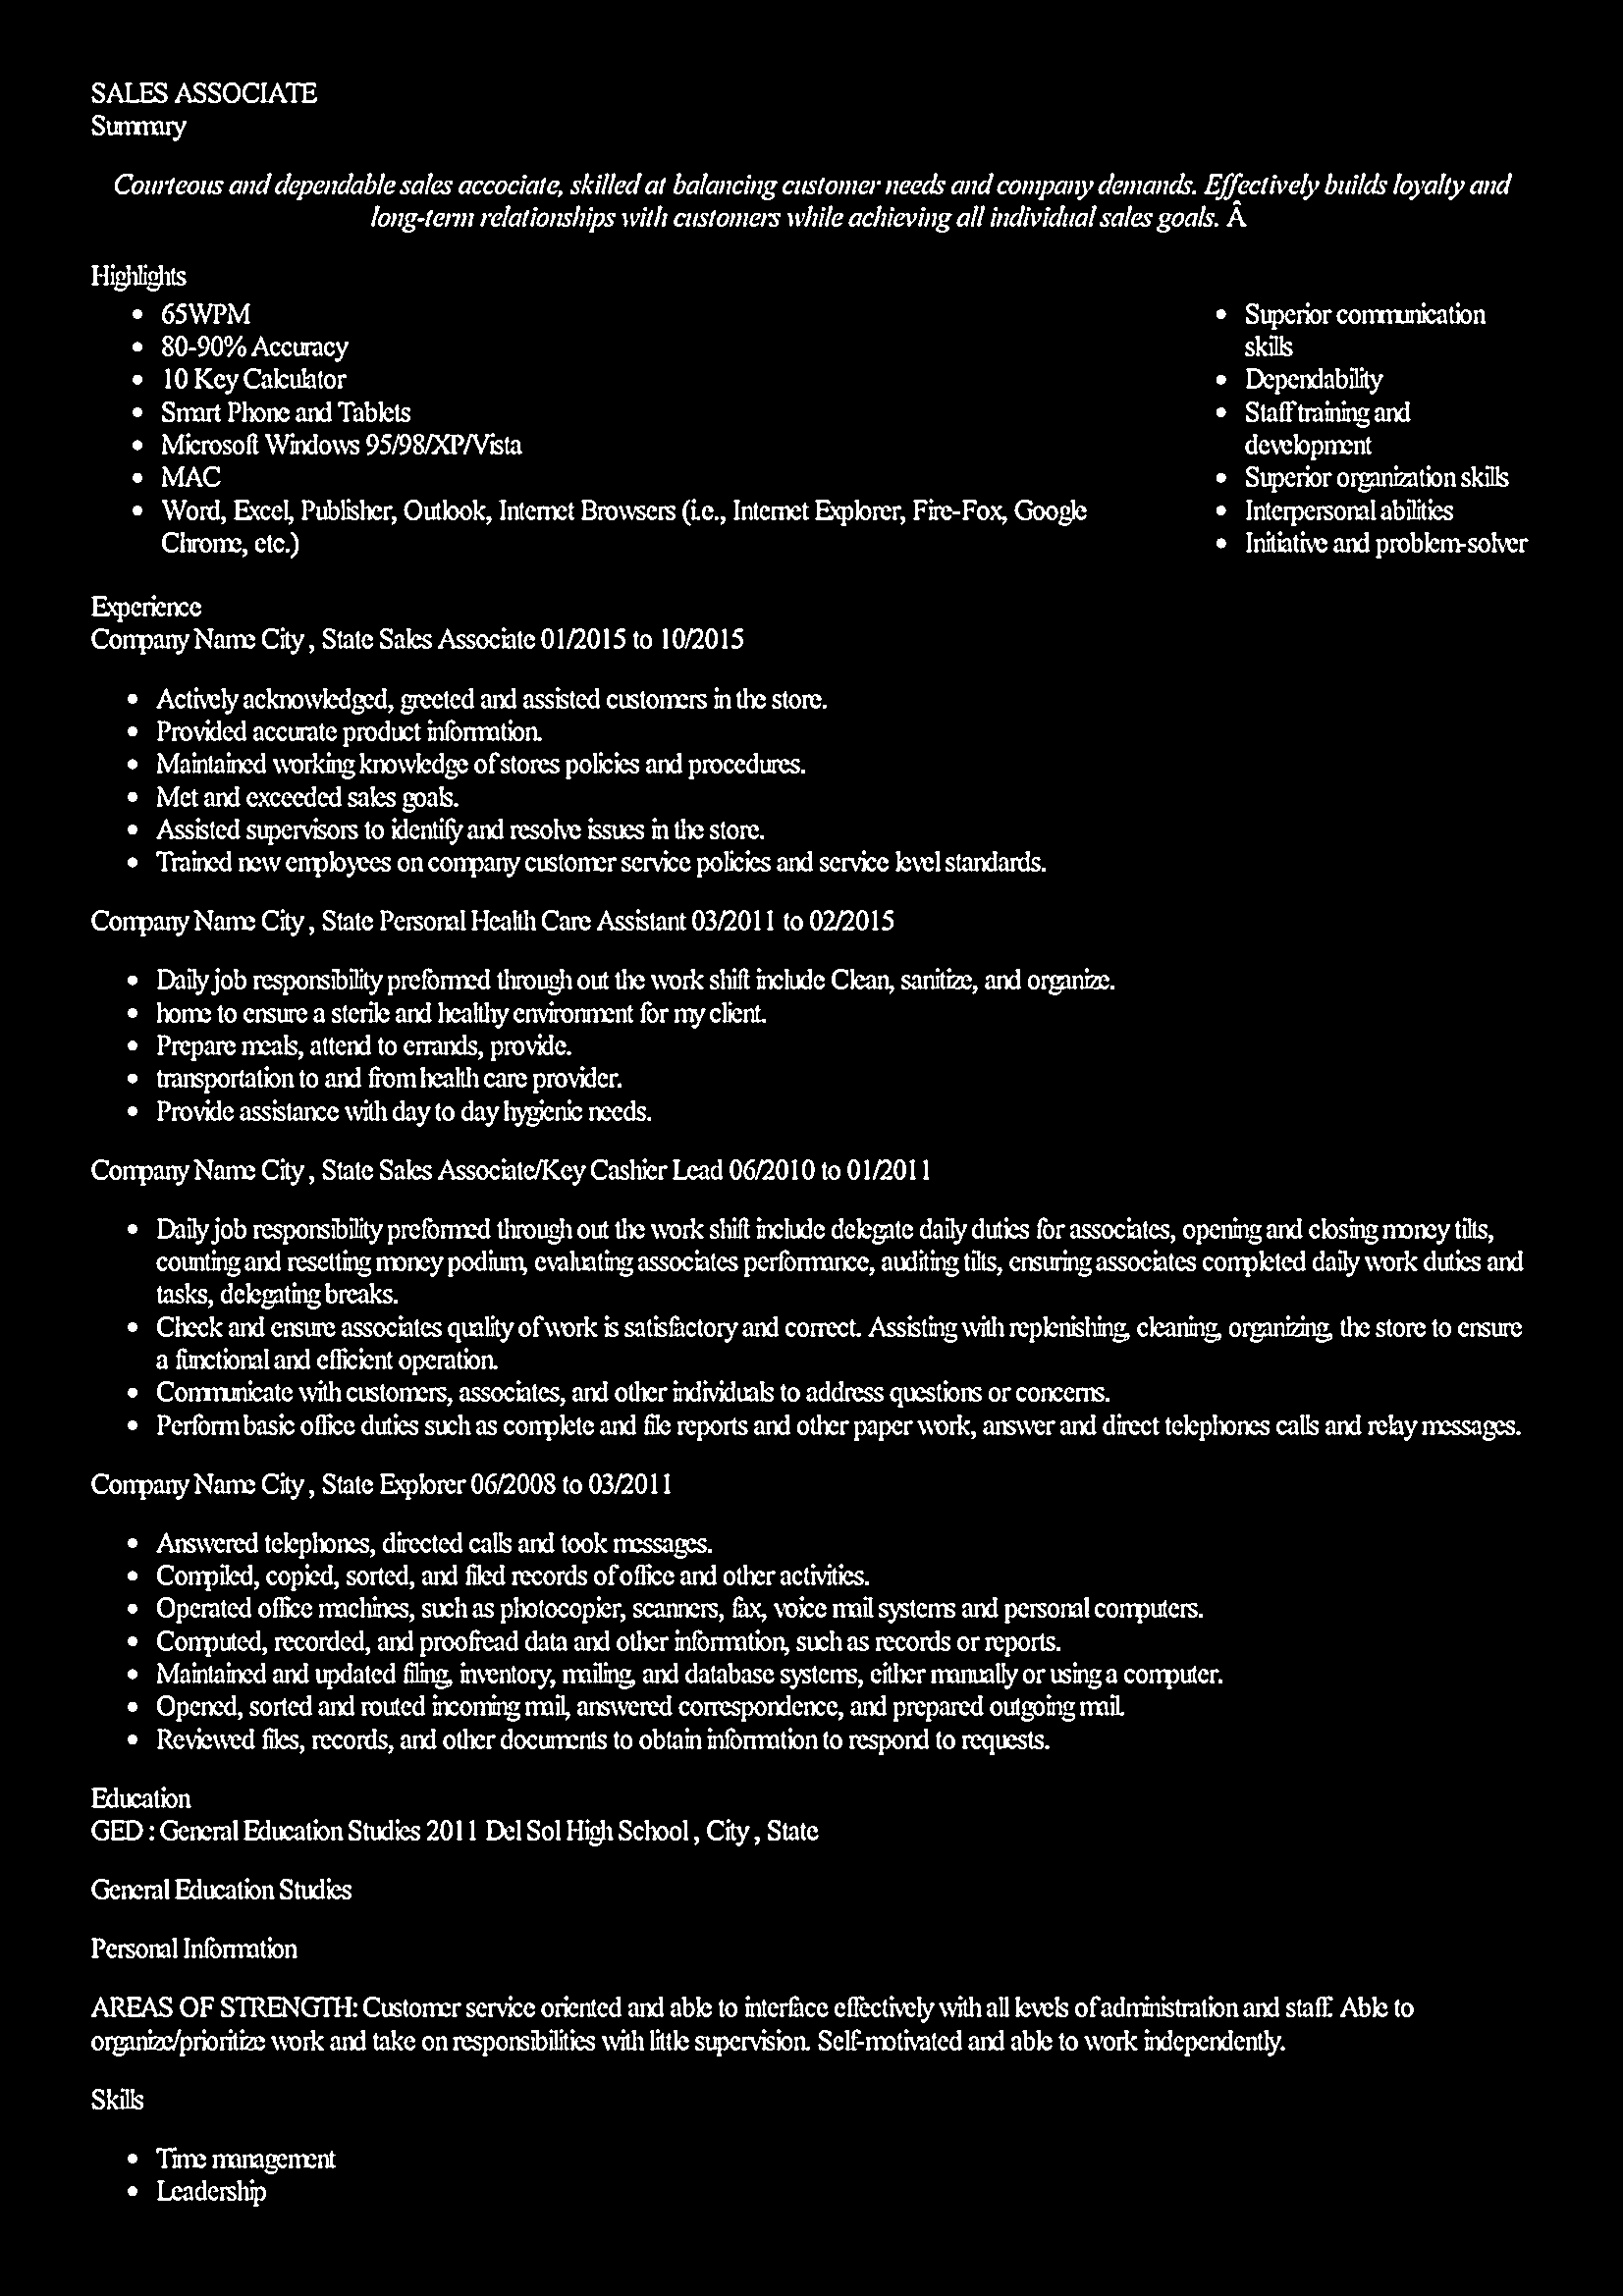 SALES ASSOCIATE
Summary
Courteous and dependable sales accociate, skilled at balancing customer needs and company demands. Effectively builds loyalty and
long-term relationships with customers while achieving all individual sales goals. Â
Highlights
• 65WPM
• 80-90% Accuracy
• 10 Key Calculator
• Smart Phone and Tablets
• Microsoft Windows 95/98/XP/Vista
• MAC
• Word, Excel, Publisher, Outlook, Internet Browsers (i.e., Internet Explorer, Fire-Fox, Google
Chrome, etc.)
• Superior communication
skills
• Dependability
• Staff training and
development
• Superior organization skills
• Interpersonal abilities
• Initiative and problem-solver
Experience
Company Name City , State Sales Associate 01/2015 to 10/2015
• Actively acknowledged, greeted and assisted customers in the store.
• Provided accurate product information.
• Maintained working knowledge of stores policies and procedures.
• Met and exceeded sales goals.
• Assisted supervisors to identify and resolve issues in the store.
• Trained new employees on company customer service policies and service level standards.
Company Name City , State Personal Health Care Assistant 03/2011 to 02/2015
• Daily job responsibility preformed through out the work shift include Clean, sanitize, and organize.
• home to ensure a sterile and healthy environment for my client.
• Prepare meals, attend to errands, provide.
• transportation to and from health care provider.
• Provide assistance with day to day hygienic needs.
Company Name City , State Sales Associate/Key Cashier Lead 06/2010 to 01/2011
• Daily job responsibility preformed through out the work shift include delegate daily duties for associates, opening and closing money tilts,
counting and resetting money podium, evaluating associates performance, auditing tilts, ensuring associates completed daily work duties and
tasks, delegating breaks.
• Check and ensure associates quality of work is satisfactory and correct. Assisting with replenishing, cleaning, organizing, the store to ensure
a functional and efficient operation.
• Communicate with customers, associates, and other individuals to address questions or concerns.
• Perform basic office duties such as complete and file reports and other paper work, answer and direct telephones calls and relay messages.
Company Name City , State Explorer 06/2008 to 03/2011
• Answered telephones, directed calls and took messages.
• Compiled, copied, sorted, and filed records of office and other activities.
• Operated office machines, such as photocopier, scanners, fax, voice mail systems and personal computers.
• Computed, recorded, and proofread data and other information, such as records or reports.
• Maintained and updated filing, inventory, mailing, and database systems, either manually or using a computer.
• Opened, sorted and routed incoming mail, answered correspondence, and prepared outgoing mail.
• Reviewed files, records, and other documents to obtain information to respond to requests.
Education
GED : General Education Studies 2011 Del Sol High School , City , State
General Education Studies
Personal Information
AREAS OF STRENGTH: Customer service oriented and able to interface effectively with all levels of administration and staff. Able to
organize/prioritize work and take on responsibilities with little supervision. Self-motivated and able to work independently.
Skills
• Time management
• Leadership